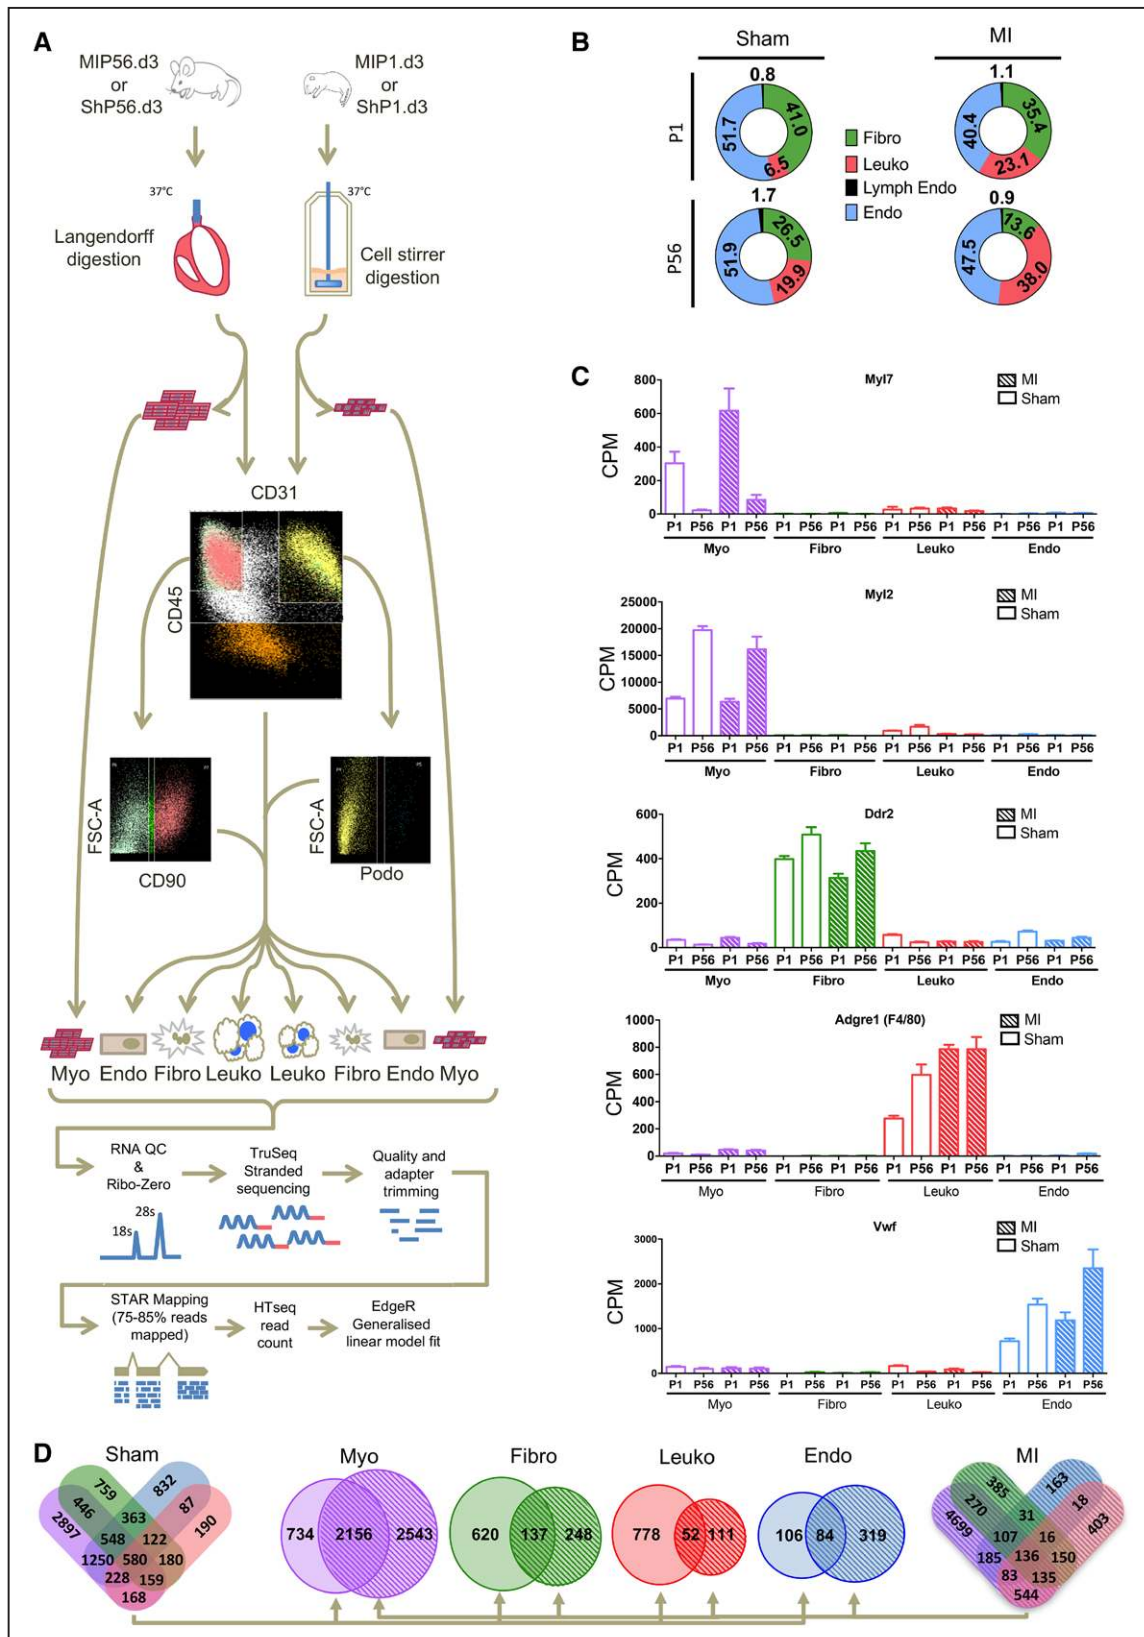 A
MIP56.d3
or
ShP56.d3
MIP1.d3
or
ShP1.d3
37°C
37°C
Langendorff
digestion
Cell stirrer
digestion
CD31
CD45
FSC-A
CD90
FSC-A
Podo
Myo Endo Fibro Leuko Leuko Fibro Endo Myo
RNA QC
&
Ribo-Zero
TruSeq
Stranded
sequencing
Quality and
adapter
trimming
28s
18s
STAR Mapping
(75-85% reads
mapped)
HTseq
read
count
EdgeR
Generalised
linear model fit
B
Sham
MI
P1
0.8
41.0
6.5
51.7
1.1
35.4
23.1
40.4
Fibro
Leuko
Lymph Endo
Endo
P56
1.7
26.5
19.9
51.9
0.9
13.6
38.0
47.5
C
Myl7
MI
Sham
CPM
800
600
400
200
0
P1 P56 P1 P56 P1 P56 P1 P56 P1 P56 P1 P56 P1 P56 P1 P56
Myo Fibro Leuko Endo
Myl2
MI
Sham
CPM
25000
20000
15000
10000
5000
0
P1 P56 P1 P56 P1 P56 P1 P56 P1 P56 P1 P56 P1 P56 P1 P56
Myo Fibro Leuko Endo
Ddr2
MI
Sham
CPM
600
400
200
0
P1 P56 P1 P56 P1 P56 P1 P56 P1 P56 P1 P56 P1 P56 P1 P56
Myo Fibro Leuko Endo
Adgre1 (F4/80)
MI
Sham
CPM
1000
800
600
400
200
0
P1 P56 P1 P56 P1 P56 P1 P56 P1 P56 P1 P56 P1 P56 P1 P56
Myo Fibro Leuko Endo
Vwf
MI
Sham
CPM
3000
2000
1000
0
P1 P56 P1 P56 P1 P56 P1 P56 P1 P56 P1 P56 P1 P56 P1 P56
Myo Fibro Leuko Endo
D
Sham
759
832
446
363
87
2897
548
122
190
1250
580
180
228
159
168
Myo
734 2156 2543
Fibro
620 137 248
Leuko
778 52 111
Endo
106 84 319
MI
385
163
270
31
18
4699
107
16
403
185
136
150
83
135
544